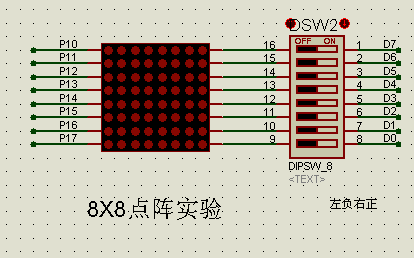 DSW2
OFF ON
P10 16 1 D7
P11 15 2 D6
P12 14 3 D5
P13 13 4 D4
P14 12 5 D3
P15 11 6 D2
P16 10 7 D1
P17 9 8 D0
DIPSW_8
<TEXT>
8X8点阵实验
左负右正